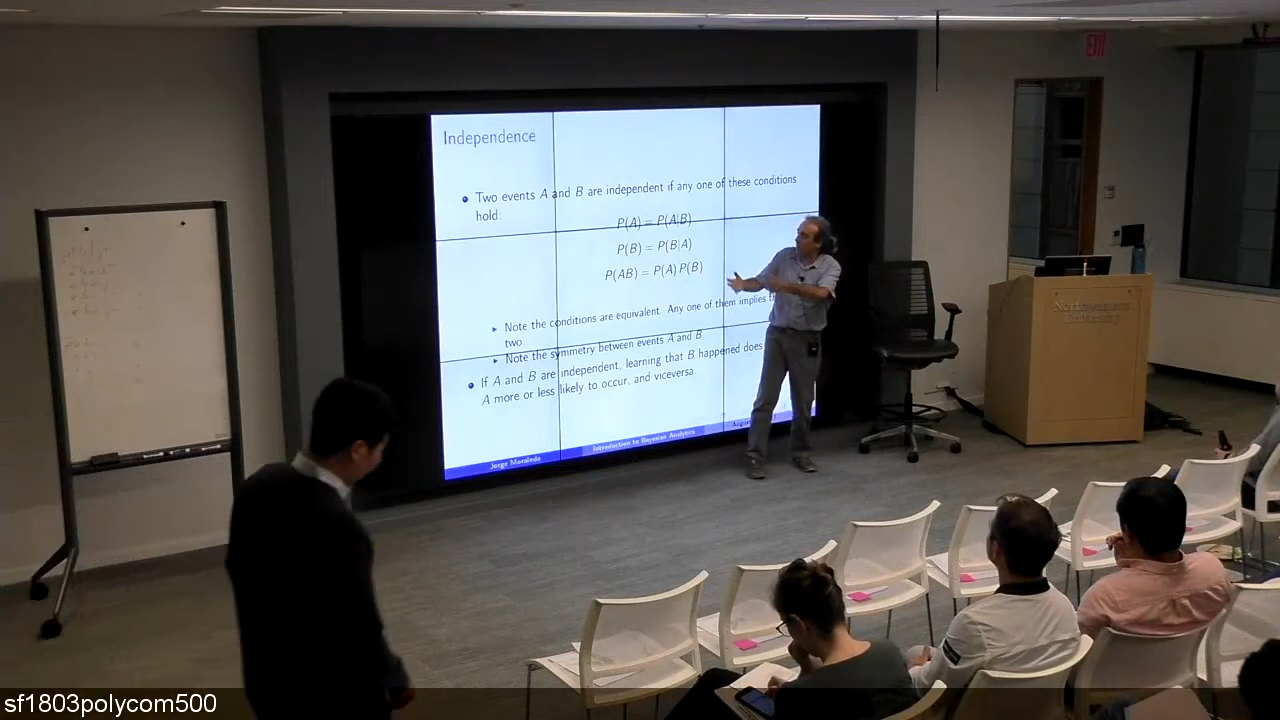 EXIT
Independence
Two events A and B are independent if any one of these conditions
hold:
P(A) = P(A|B)
P(B) = P(B|A)
P(AB) = P(A)P(B)
Note the conditions are equivalent. Any one of them implies
two.
Note the symmetry between events A and B
If A and B are independent, learning that B happened does
A more or less likely to occur, and viceversa.
Jorge Moraleda
Introduction to Bayesian Analytics
Northwestern
University
sf1803polycom500